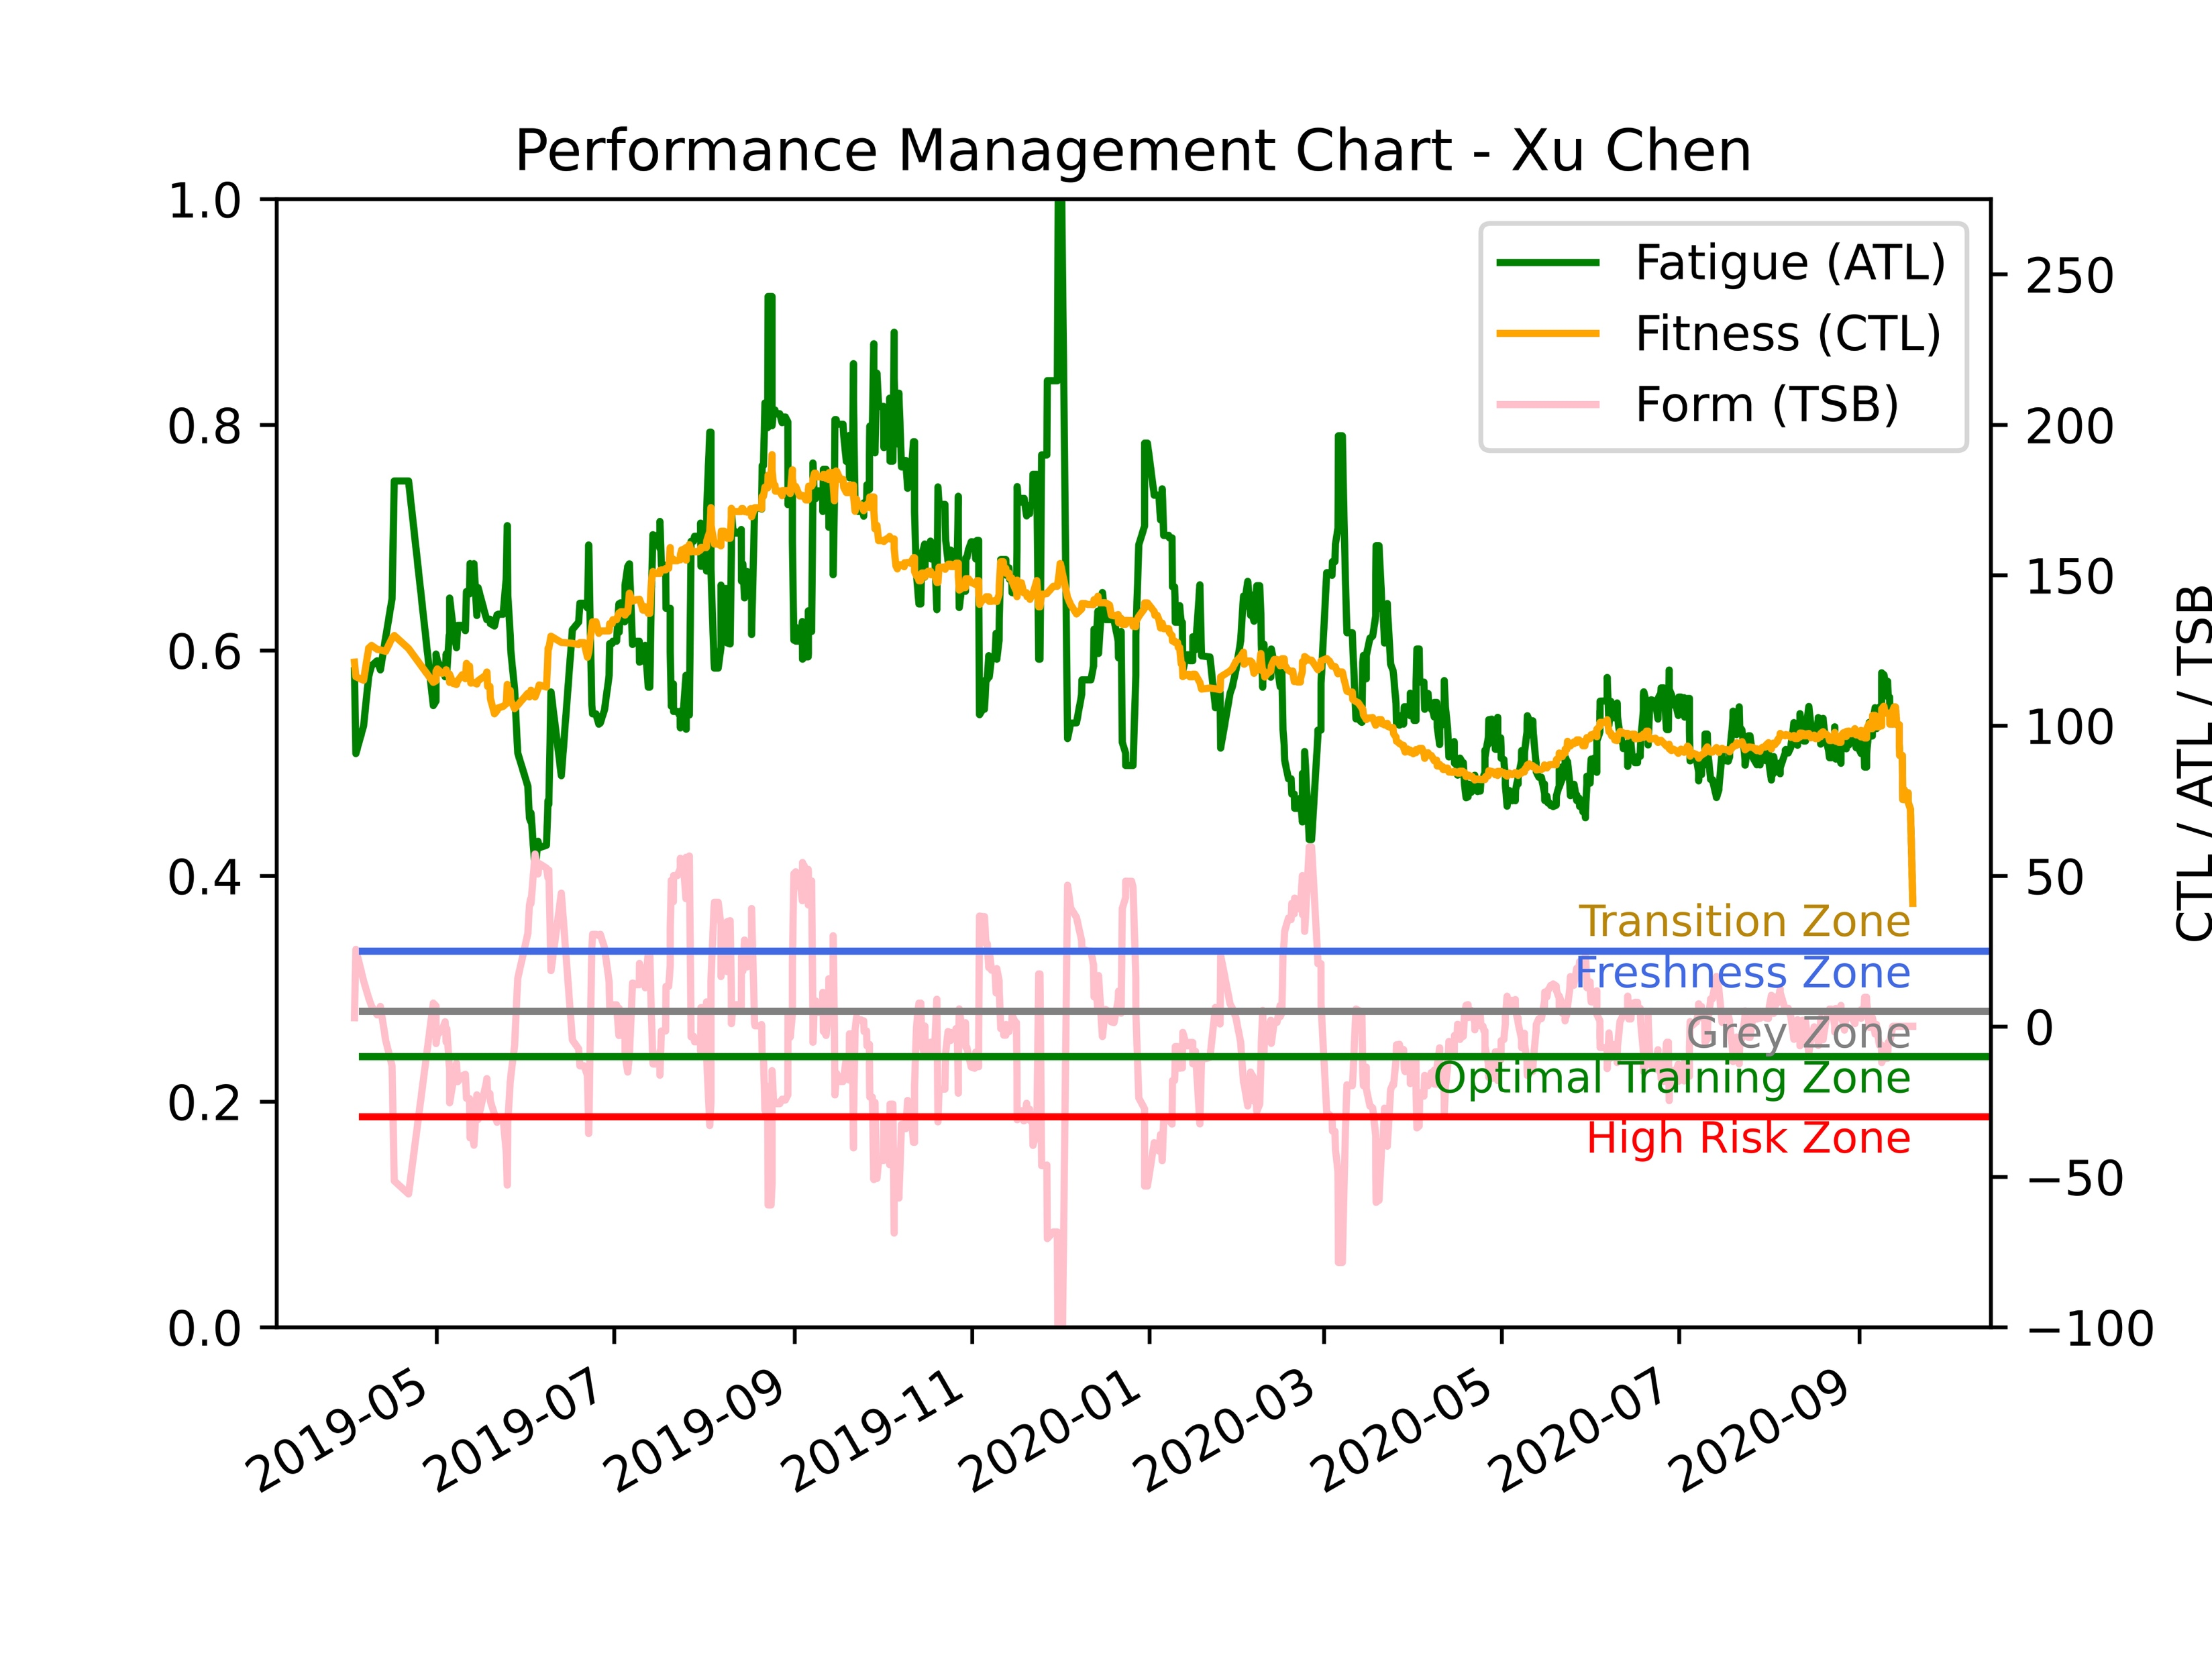 Performance Management Chart - Xu Chen
1.0
0.8
0.6
0.4
0.2
0.0
Fatigue (ATL)
Fitness (CTL)
Form (TSB)
250
200
150
100
50
0
−50
−100
CTL / ATL / TSB
Transition Zone
Freshness Zone
Grey Zone
Optimal Training Zone
High Risk Zone
2019-05
2019-07
2019-09
2019-11
2020-01
2020-03
2020-05
2020-07
2020-09